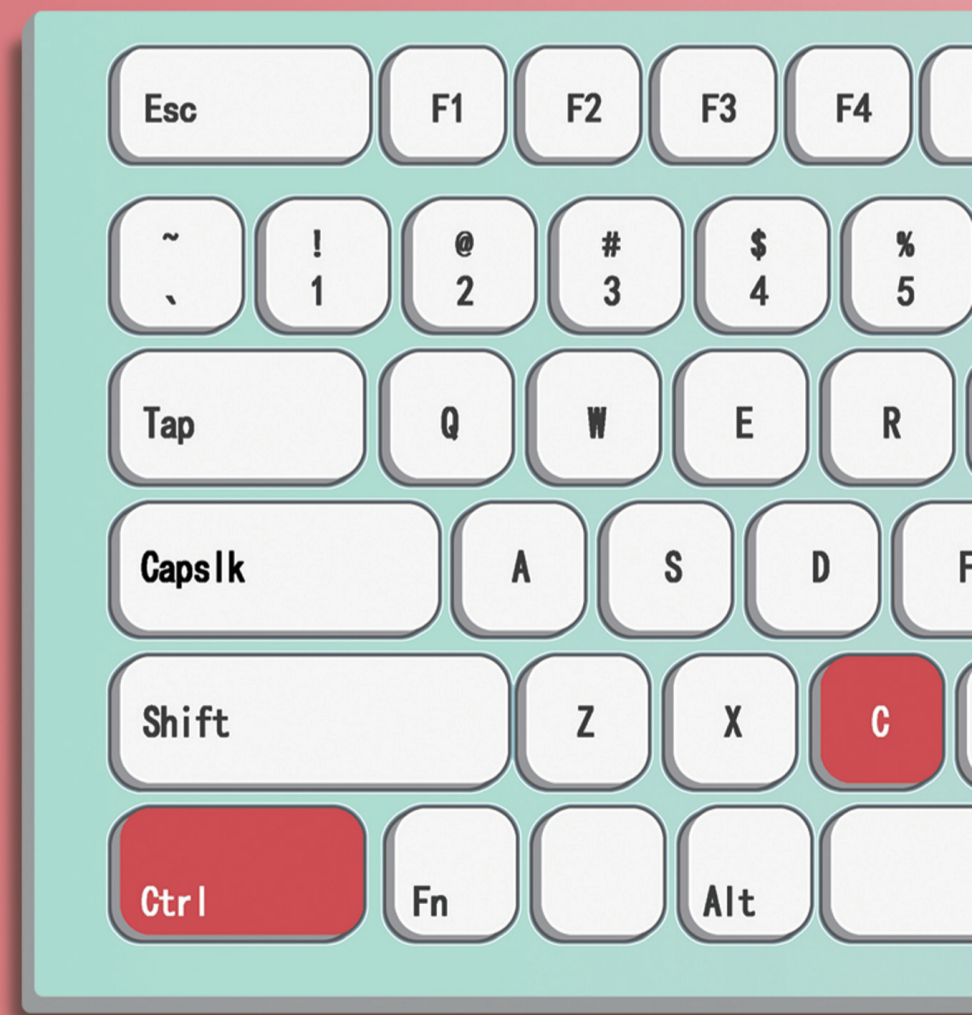 Esc F1 F2 F3 F4
~ ! @ # $ %
` 1 2 3 4 5
Tap Q W E R
Capslk A S D F
Shift Z X C
Ctrl Fn Alt